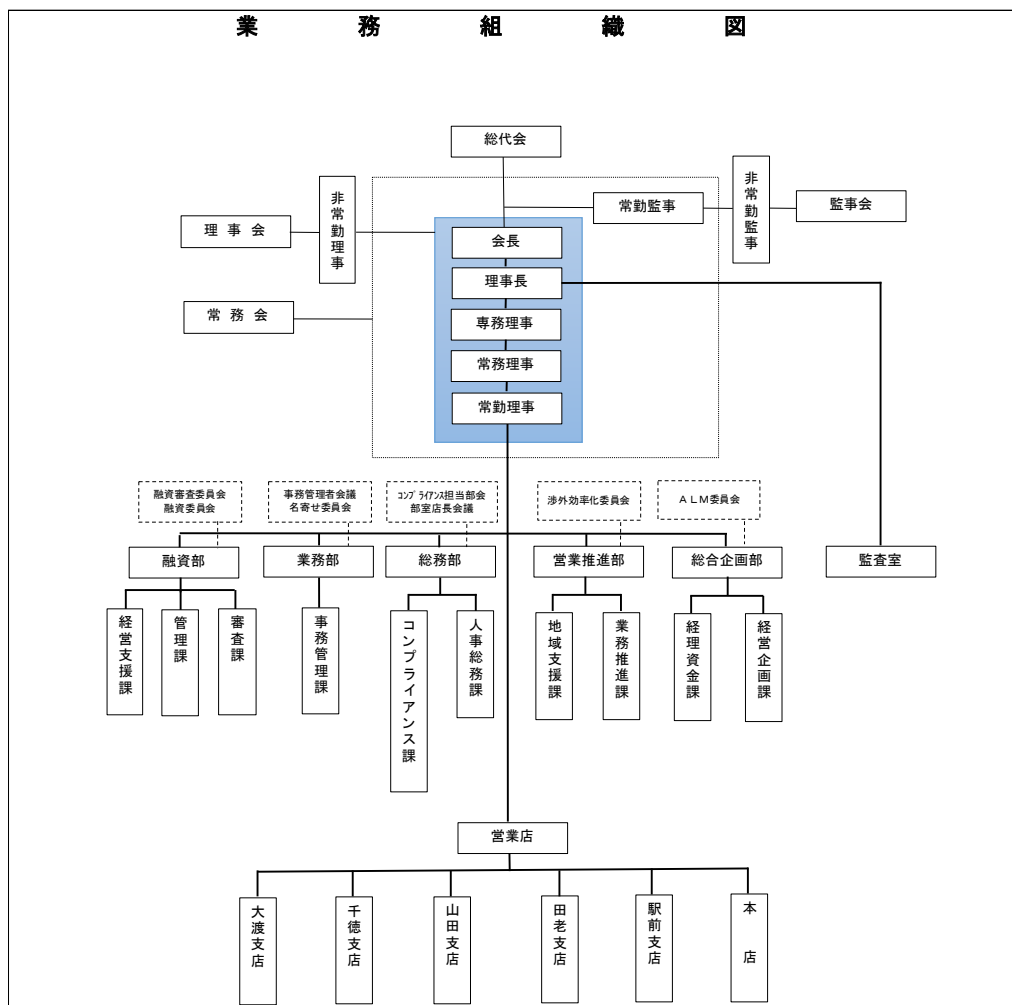 業務組織図
総代会
非常勤理事
常勤監事
非常勤監事
監事会
理事会
会長
理事長
常務会
専務理事
常務理事
常勤理事
融資審査委員会
融資委員会
事務管理者会議
名寄せ委員会
ｺﾝﾌﾟﾗｲｱﾝｽ担当部会
部室店長会議
渉外効率化委員会
ＡＬＭ委員会
融資部
業務部
総務部
営業推進部
総合企画部
監査室
経営支援課
管理課
審査課
事務管理課
コンプライアンス課
人事総務課
地域支援課
業務推進課
経理資金課
経営企画課
営業店
大渡支店
千徳支店
山田支店
田老支店
駅前支店
本店